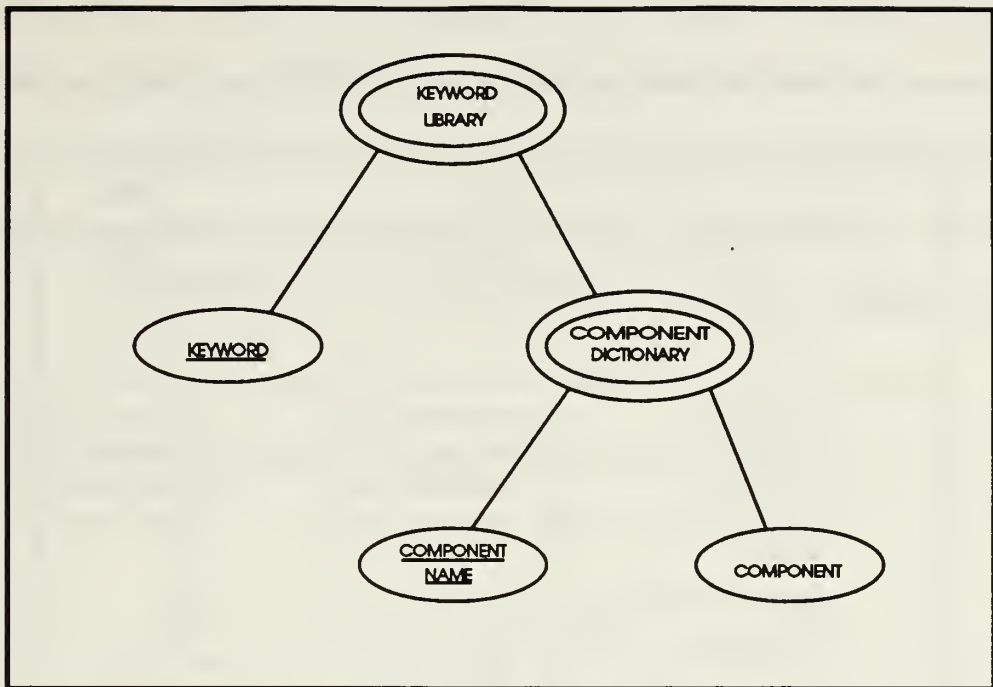 KEYWORD
LIBRARY
KEYWORD
COMPONENT
DICTIONARY
COMPONENT
NAME
COMPONENT